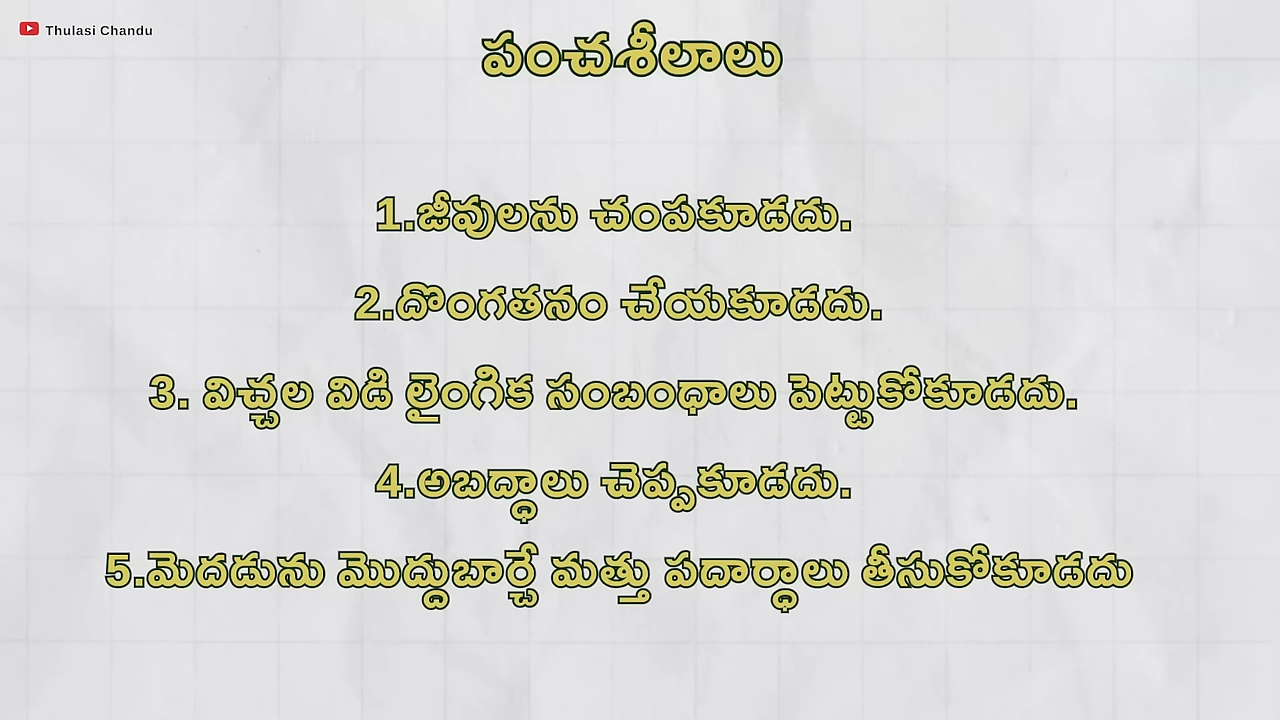 Thulasi Chandu
పంచశీలాలు
1.జీవులను చంపకూడదు.
2.దొంగతనం చేయకూడదు.
3. విచ్చల విడి లైంగిక సంబంధాలు పెట్టుకోకూడదు.
4.అబద్ధాలు చెప్పకూడదు.
5.మెదడును మొద్దుబార్చే మత్తు పదార్ధాలు తీసుకోకూడదు